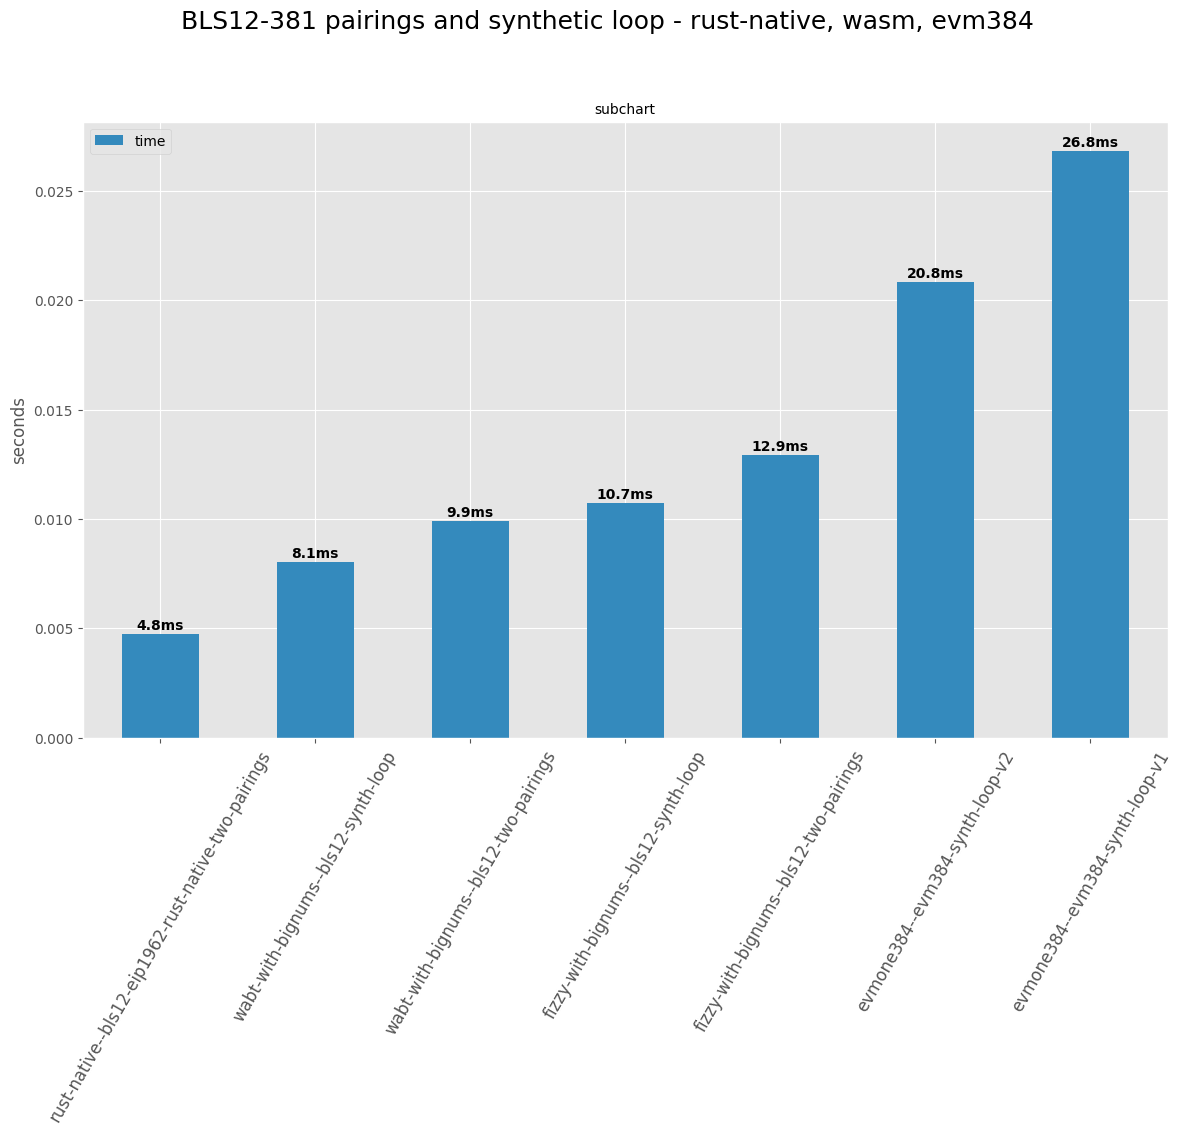 BLS12-381 pairings and synthetic loop - rust-native, wasm, evm384
subchart
time
26.8ms
20.8ms
12.9ms
10.7ms
9.9ms
8.1ms
4.8ms
0.025
0.020
0.015
0.010
0.005
0.000
seconds
rust-native--bls12-eip1962-rust-native-two-pairings
wabt-with-bignums--bls12-synth-loop
wabt-with-bignums--bls12-two-pairings
fizzy-with-bignums--bls12-synth-loop
fizzy-with-bignums--bls12-two-pairings
evmone384--evm384-synth-loop-v2
evmone384--evm384-synth-loop-v1